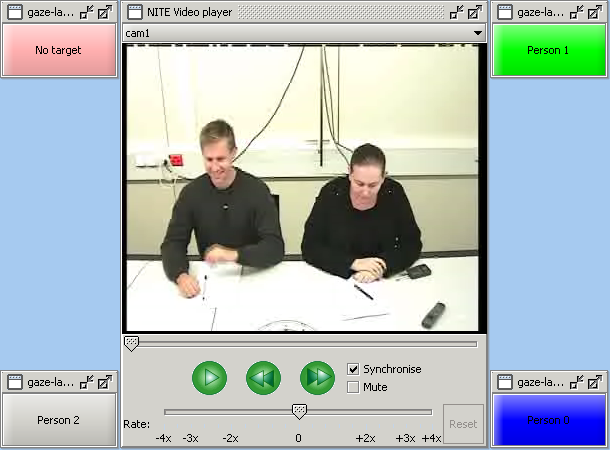 gaze-la...
NITE Video player
gaze-la...
cam1
No target
Person 1
Synchronise
Mute
gaze-la...
gaze-la...
Person 2
Person 0
Rate:
-4x -3x -2x 0 +2x +3x +4x
Reset